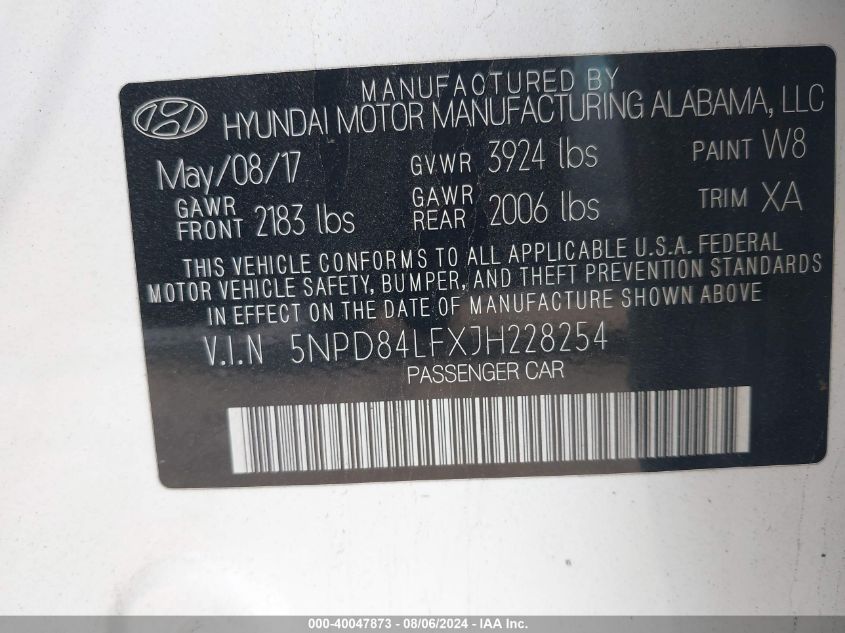 MANUFACTURED BY
HYUNDAI MOTOR MANUFACTURING ALABAMA, LLC
May/08/17 GVWR 3924 lbs PAINT W8
GAWR FRONT 2183 lbs GAWR REAR 2006 lbs TRIM XA
THIS VEHICLE CONFORMS TO ALL APPLICABLE U.S.A. FEDERAL
MOTOR VEHICLE SAFETY, BUMPER, AND THEFT PREVENTION STANDARDS
IN EFFECT ON THE DATE OF MANUFACTURE SHOWN ABOVE
V.I.N 5NPD84LFXJH228254
PASSENGER CAR
000-40047873 - 08/06/2024 - IAA Inc.